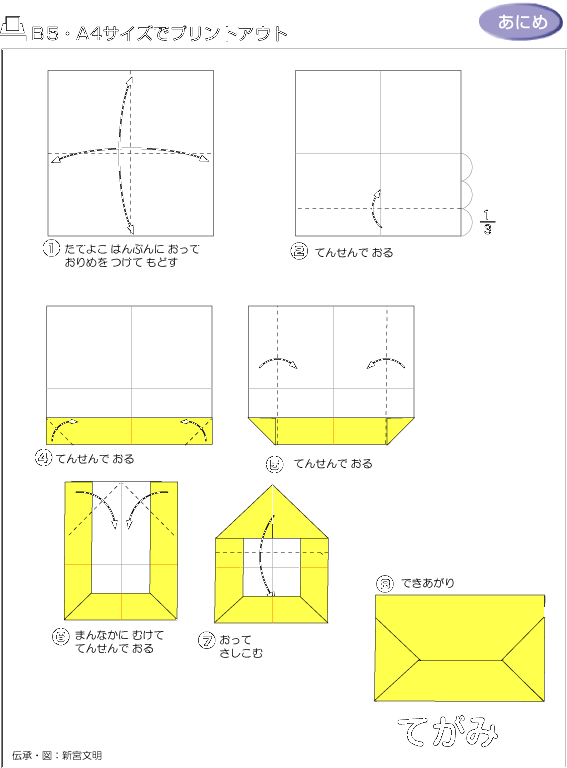 B5・A4サイズでプリントアウト
あにめ
① たてよこ はんぶんに おって
おりめを つけて もどす
② てんせんで おる
1
3
④ てんせんで おる
てんせんで おる
⑥ まんなかに むけて
てんせんで おる
⑦ おって
さしこむ
できあがり
てがみ
伝承・図：新宮文明